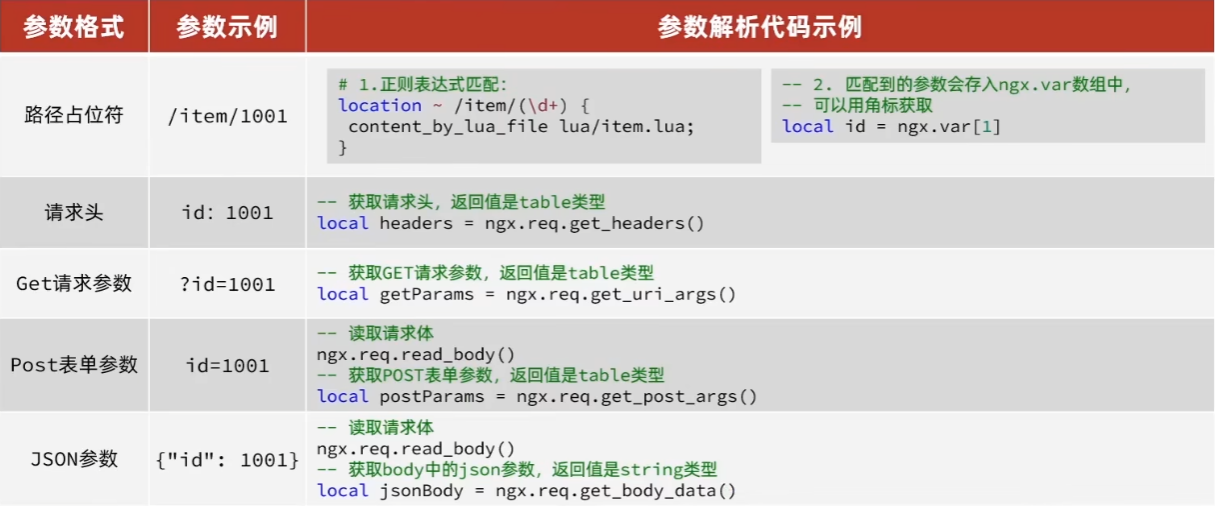 参数格式
参数示例
参数解析代码示例
路径占位符
/item/1001
# 1.正则表达式匹配:
location ~ /item/(\d+) {
content_by_lua_file lua/item.lua;
}
-- 2. 匹配到的参数会存入ngx.var数组中,
-- 可以用角标获取
local id = ngx.var[1]
请求头
id: 1001
-- 获取请求头，返回值是table类型
local headers = ngx.req.get_headers()
Get请求参数
?id=1001
-- 获取GET请求参数，返回值是table类型
local getParams = ngx.req.get_uri_args()
Post表单参数
id=1001
-- 读取请求体
ngx.req.read_body()
-- 获取POST表单参数，返回值是table类型
local postParams = ngx.req.get_post_args()
JSON参数
{"id": 1001}
-- 读取请求体
ngx.req.read_body()
-- 获取body中的json参数，返回值是string类型
local jsonBody = ngx.req.get_body_data()